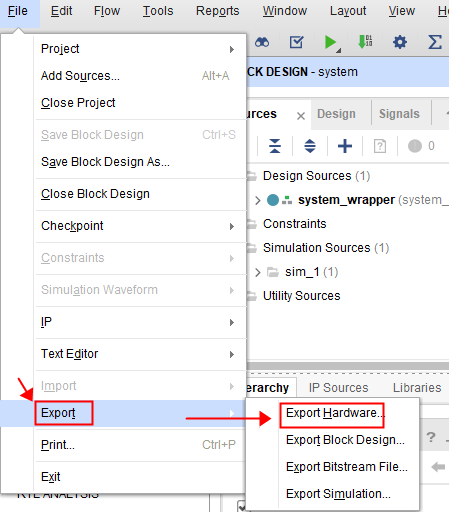 File Edit Flow Tools Reports Window Layout View He
Project
Add Sources... Alt+A
Close Project
Save Block Design Ctrl+S
Save Block Design As...
Close Block Design
Checkpoint
Constraints
Simulation Waveform
IP
Text Editor
Import
Export
Print... Ctrl+P
Exit
CK DESIGN - system
urces Design Signals
0
Design Sources (1)
system_wrapper (system_
Constraints
Simulation Sources (1)
sim_1 (1)
Utility Sources
erarchy IP Sources Libraries
Export Hardware...
Export Block Design...
Export Bitstream File...
Export Simulation...
RTL ANALYSIS